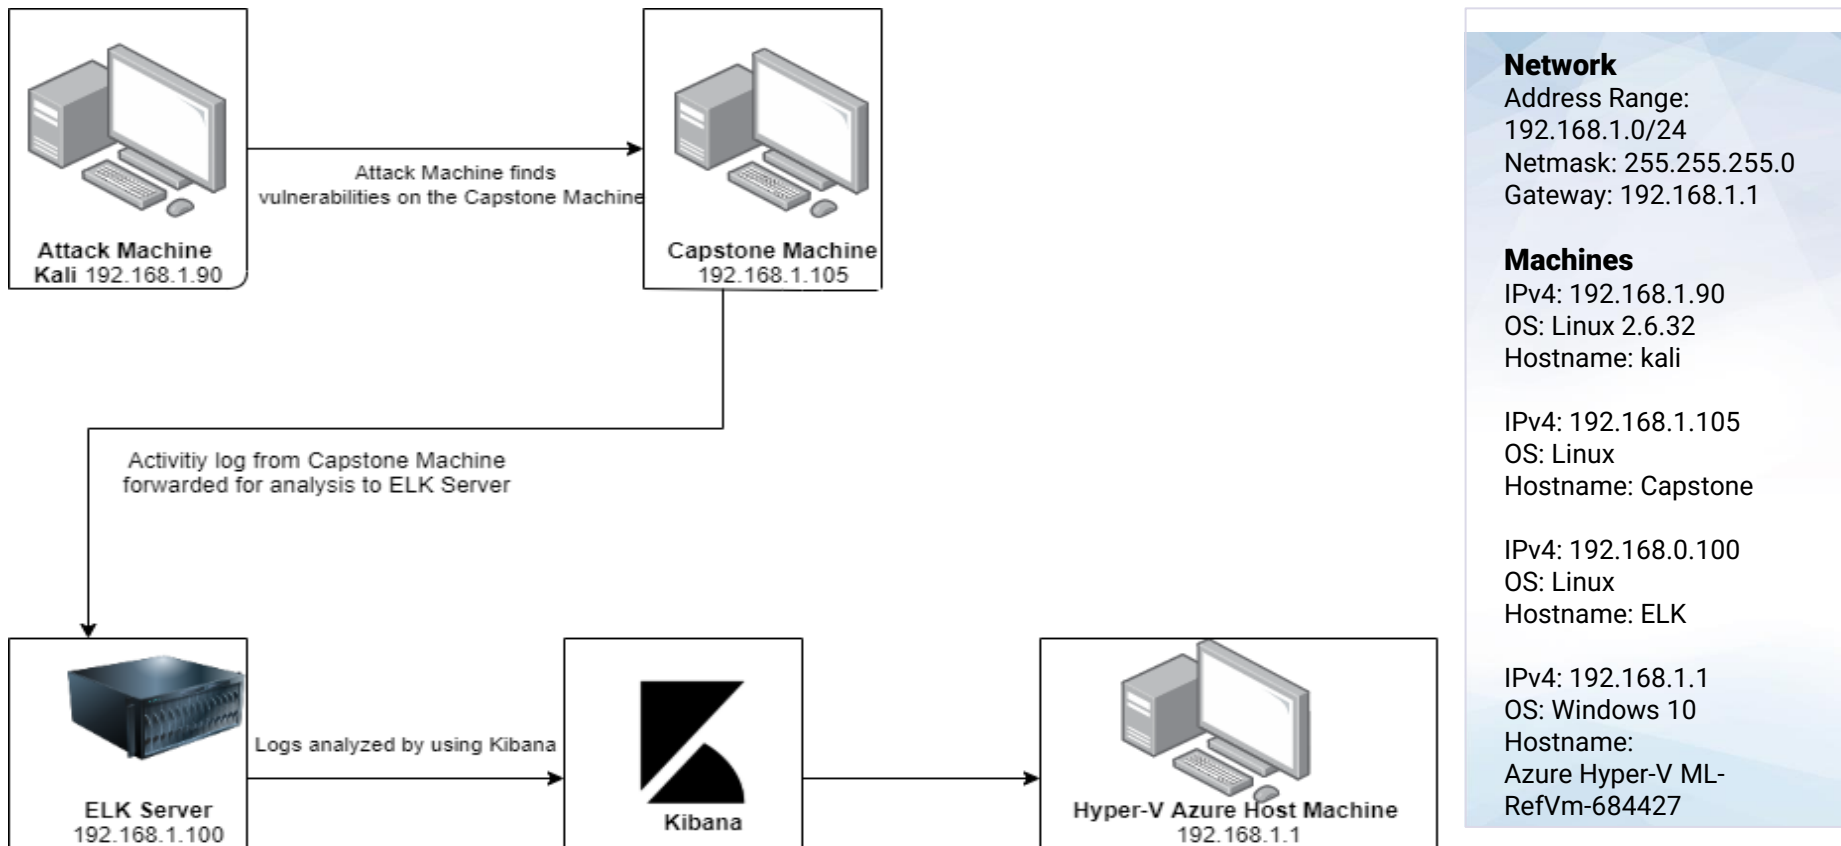 Attack Machine
Kali 192.168.1.90
Attack Machine finds
vulnerabilities on the Capstone Machine
Capstone Machine
192.168.1.105
Activitiy log from Capstone Machine
forwarded for analysis to ELK Server
ELK Server
192.168.1.100
Logs analyzed by using Kibana
Kibana
Hyper-V Azure Host Machine
192.168.1.1
Network
Address Range:
192.168.1.0/24
Netmask: 255.255.255.0
Gateway: 192.168.1.1
Machines
IPv4: 192.168.1.90
OS: Linux 2.6.32
Hostname: kali
IPv4: 192.168.1.105
OS: Linux
Hostname: Capstone
IPv4: 192.168.0.100
OS: Linux
Hostname: ELK
IPv4: 192.168.1.1
OS: Windows 10
Hostname:
Azure Hyper-V ML-
RefVm-684427